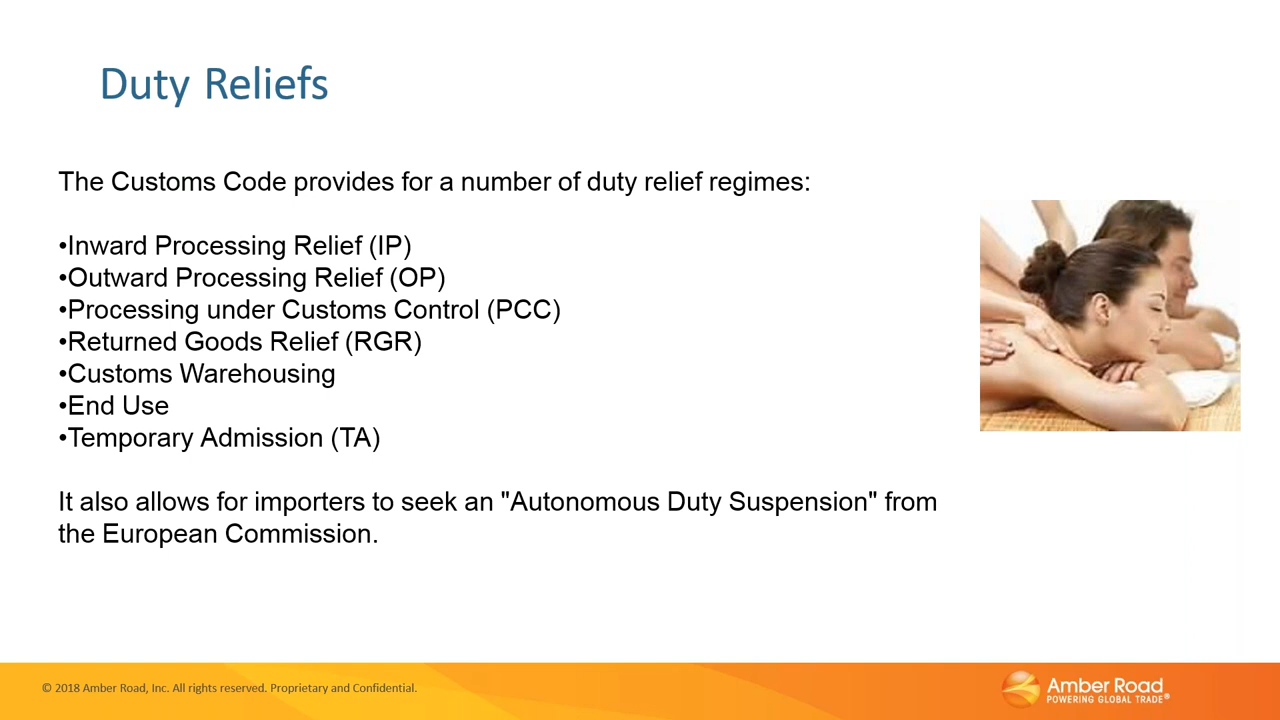 Duty Reliefs
The Customs Code provides for a number of duty relief regimes:
•Inward Processing Relief (IP)
•Outward Processing Relief (OP)
•Processing under Customs Control (PCC)
•Returned Goods Relief (RGR)
•Customs Warehousing
•End Use
•Temporary Admission (TA)
It also allows for importers to seek an "Autonomous Duty Suspension" from
the European Commission.
© 2018 Amber Road, Inc. All rights reserved. Proprietary and Confidential.
Amber Road
POWERING GLOBAL TRADE®